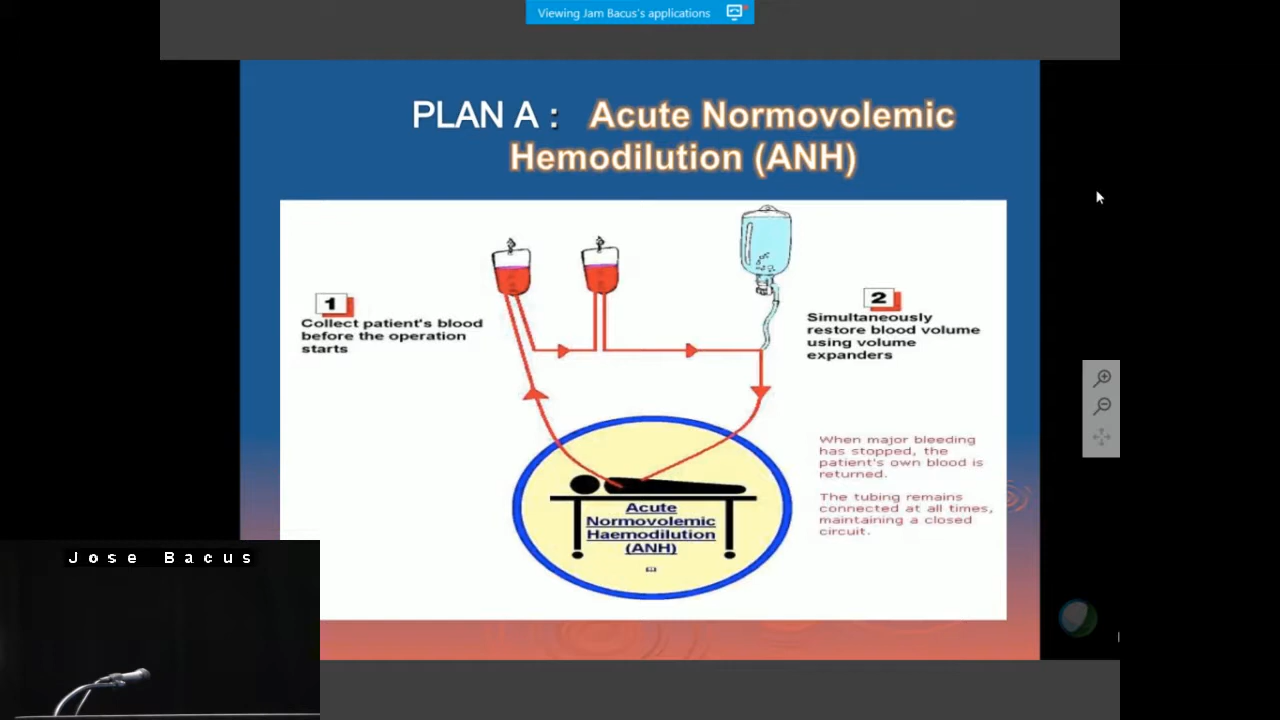 Viewing Jam Bacus's applications
PLAN A : Acute Normovolemic
Hemodilution (ANH)
1
Collect patient's blood
before the operation
starts
2
Simultaneously
restore blood volume
using volume
expanders
When major bleeding
has stopped, the
patient's own blood is
returned.
The tubing remains
connected at all times,
maintaining a closed
circuit.
Acute
Normovolemic
Haemodilution
(ANH)
Jose Bacus